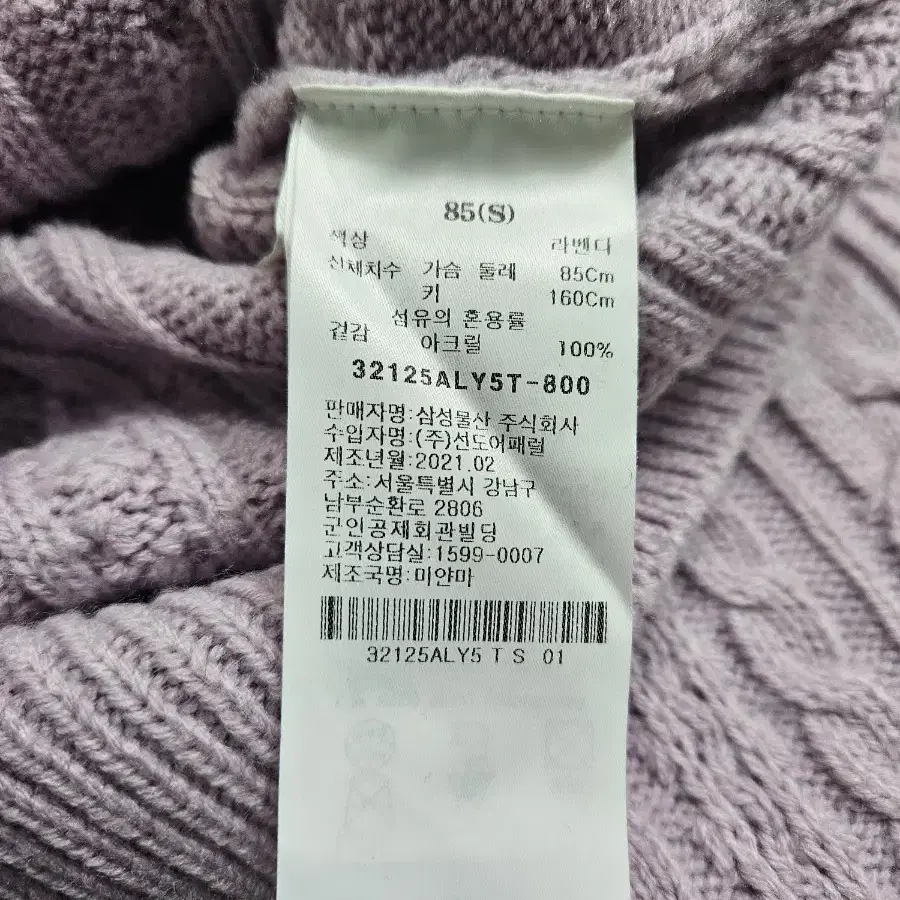 85(S)
색상 라벤다
신체치수 가슴 둘레 85Cm
키 160Cm
섬유의 혼용률
겉감 아크릴 100%
32125ALY5T-800
판매자명:삼성물산 주식회사
수입자명:(주)선도어패럴
제조년월:2021.02
주소:서울특별시 강남구
남부순환로 2806
군인공제회관빌딩
고객상담실:1599-0007
제조국명:미얀마
32125ALY5 T S 01